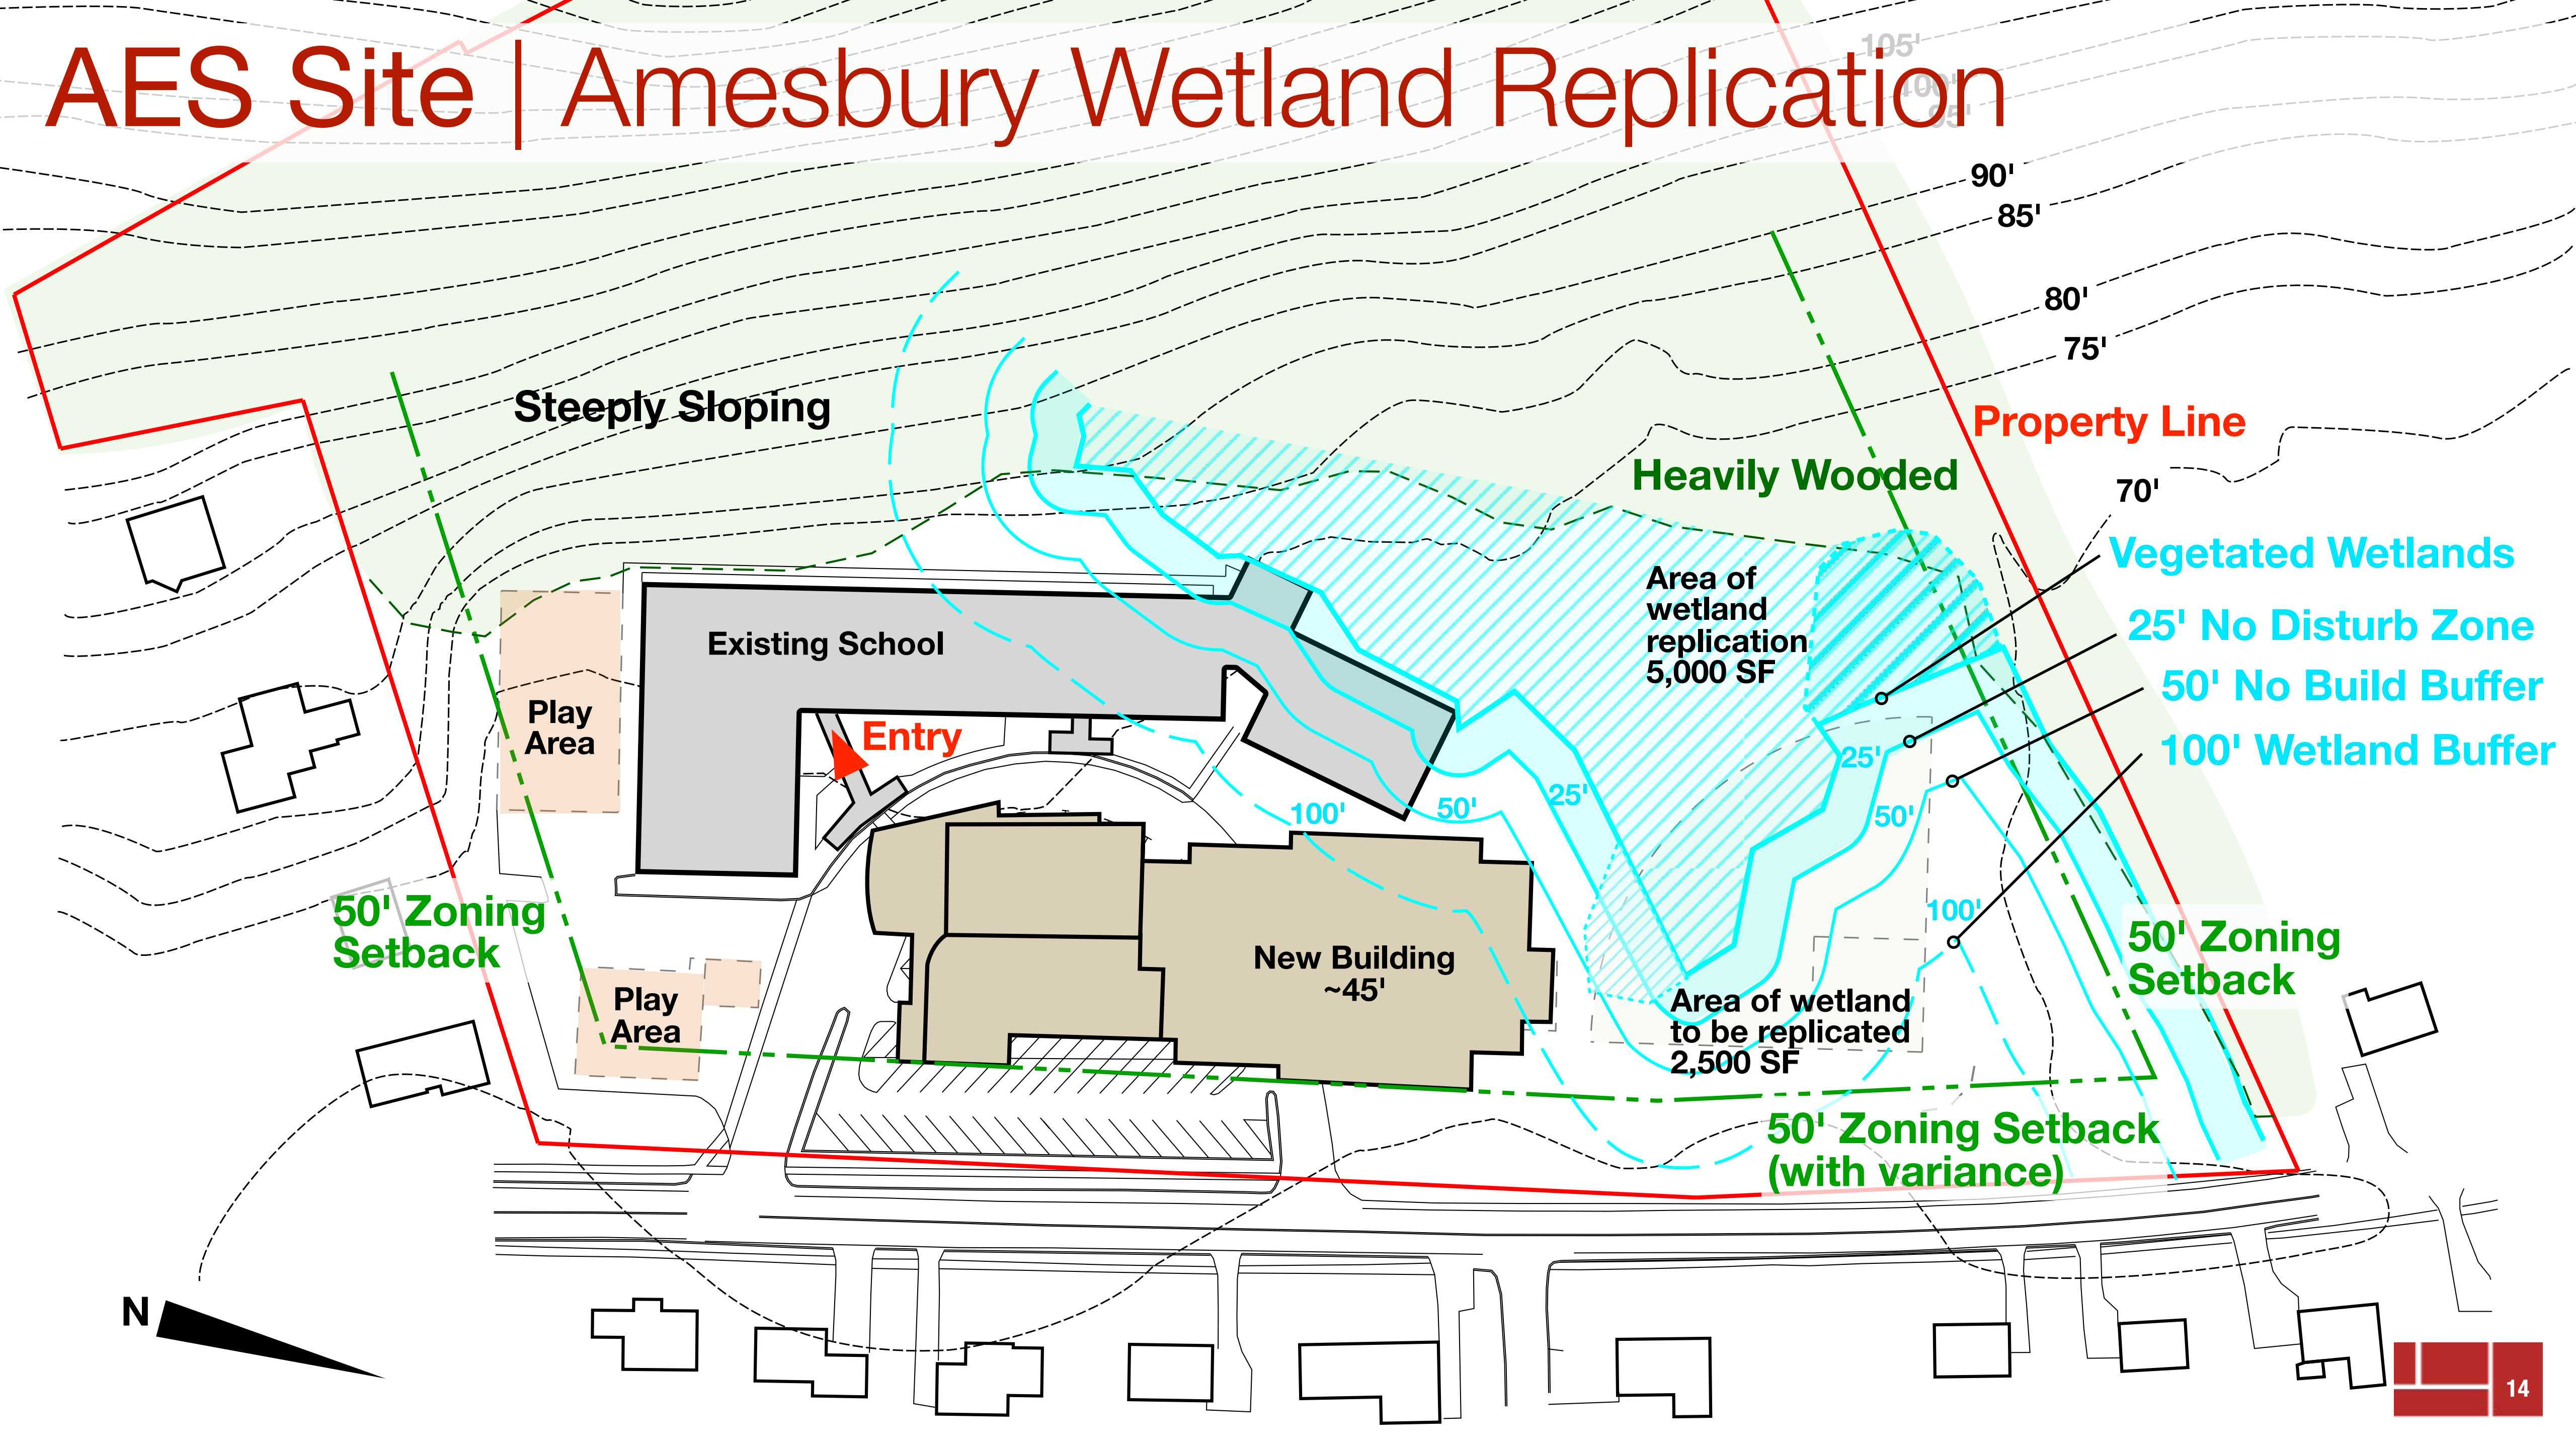 AES Site | Amesbury Wetland Replication
105'
100'
95'
90'
85'
80'
75'
70'
Steeply Sloping
Property Line
Heavily Wooded
Vegetated Wetlands
25' No Disturb Zone
50' No Build Buffer
100' Wetland Buffer
Area of
wetland
replication
5,000 SF
Existing School
Play
Area
Entry
25'
50'
100'
100'
50'
25'
50' Zoning
Setback
New Building
~45'
Play
Area
Area of wetland
to be replicated
2,500 SF
50' Zoning
Setback
50' Zoning Setback
(with variance)
N
14